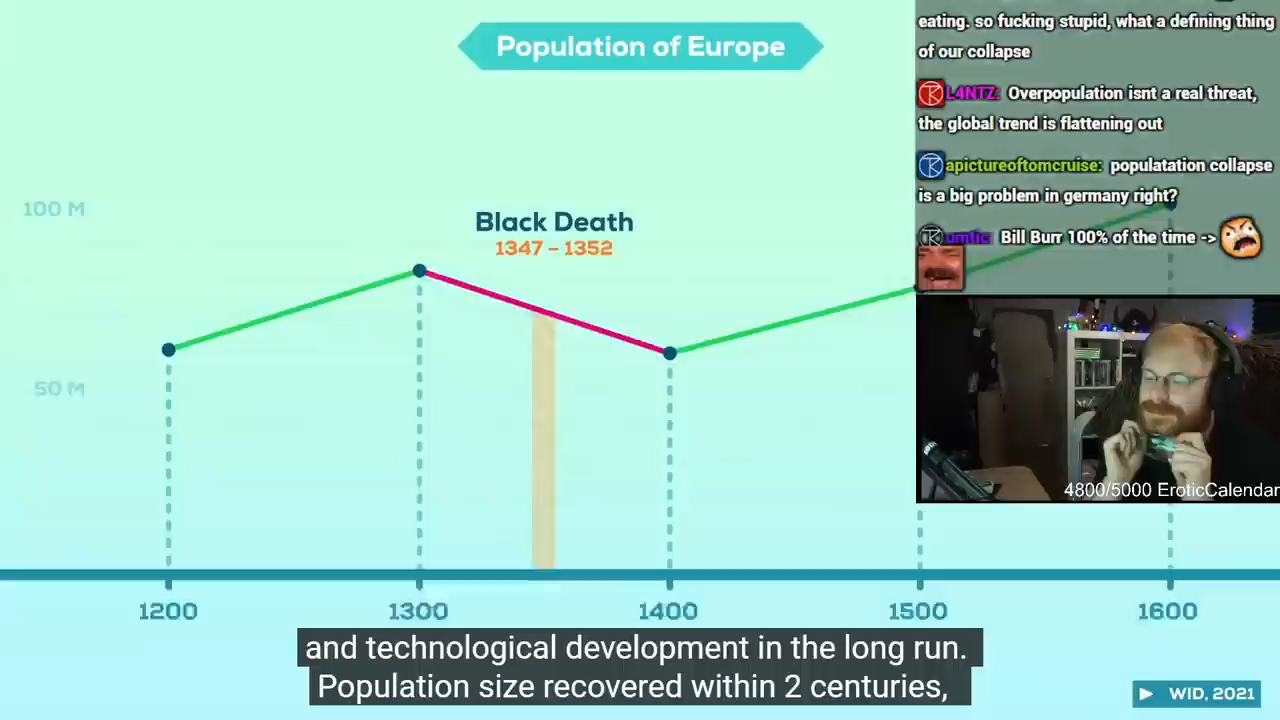 Population of Europe
100 M
50 M
Black Death
1347 – 1352
1200
1300
1400
1500
1600
and technological development in the long run.
Population size recovered within 2 centuries,
WID, 2021
eating. so fucking stupid, what a defining thing
of our collapse
L4NTZ: Overpopulation isnt a real threat,
the global trend is flattening out
apictureoftomcruise: populatation collapse
is a big problem in germany right?
umtic: Bill Burr 100% of the time ->
4800/5000 EroticCalendar